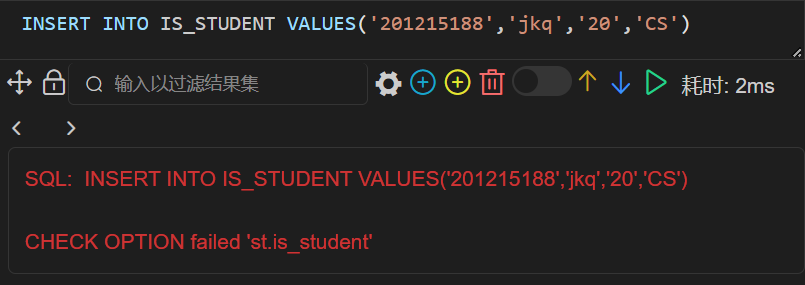 INSERT INTO IS_STUDENT VALUES('201215188','jkq','20','CS')
输入以过滤结果集 耗时: 2ms
SQL: INSERT INTO IS_STUDENT VALUES('201215188','jkq','20','CS')
CHECK OPTION failed 'st.is_student'